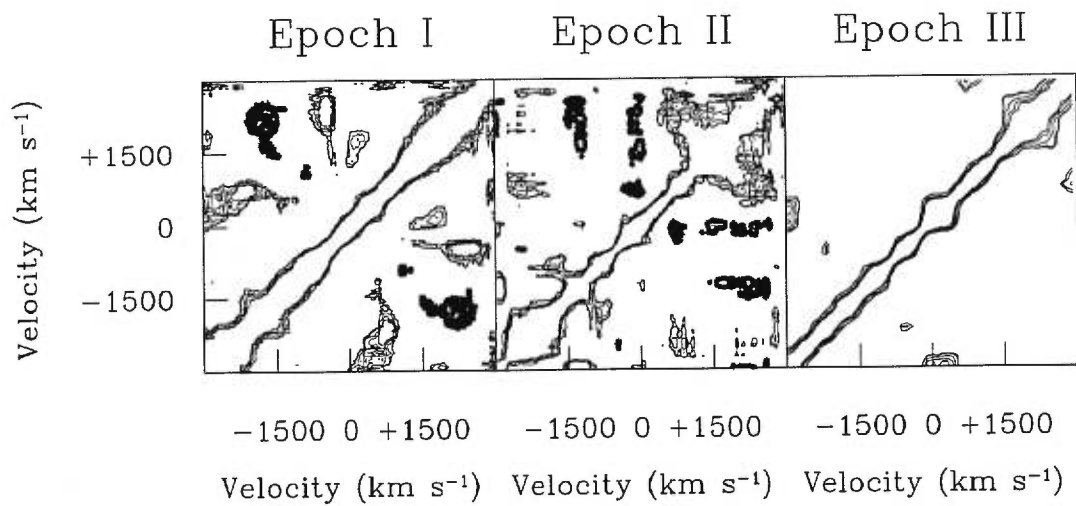 Epoch I Epoch II Epoch III
Velocity (km s⁻¹)
+1500
0
−1500
−1500 0 +1500 −1500 0 +1500 −1500 0 +1500
Velocity (km s⁻¹) Velocity (km s⁻¹) Velocity (km s⁻¹)